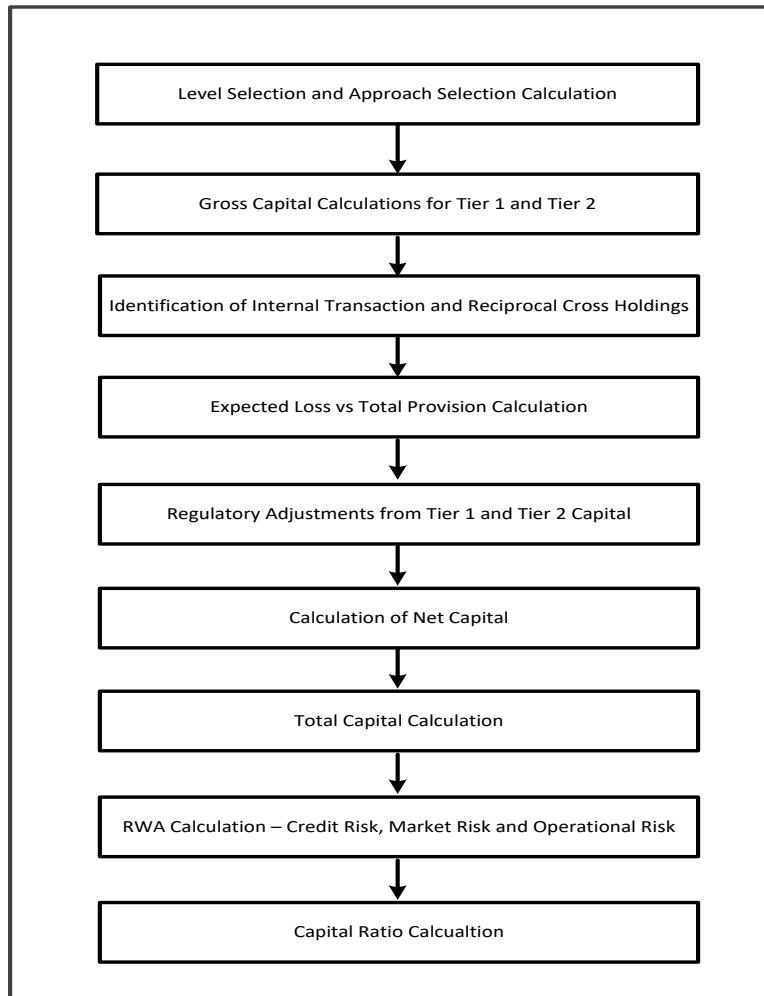 Level Selection and Approach Selection Calculation
Gross Capital Calculations for Tier 1 and Tier 2
Identification of Internal Transaction and Reciprocal Cross Holdings
Expected Loss vs Total Provision Calculation
Regulatory Adjustments from Tier 1 and Tier 2 Capital
Calculation of Net Capital
Total Capital Calculation
RWA Calculation – Credit Risk, Market Risk and Operational Risk
Capital Ratio Calcualtion